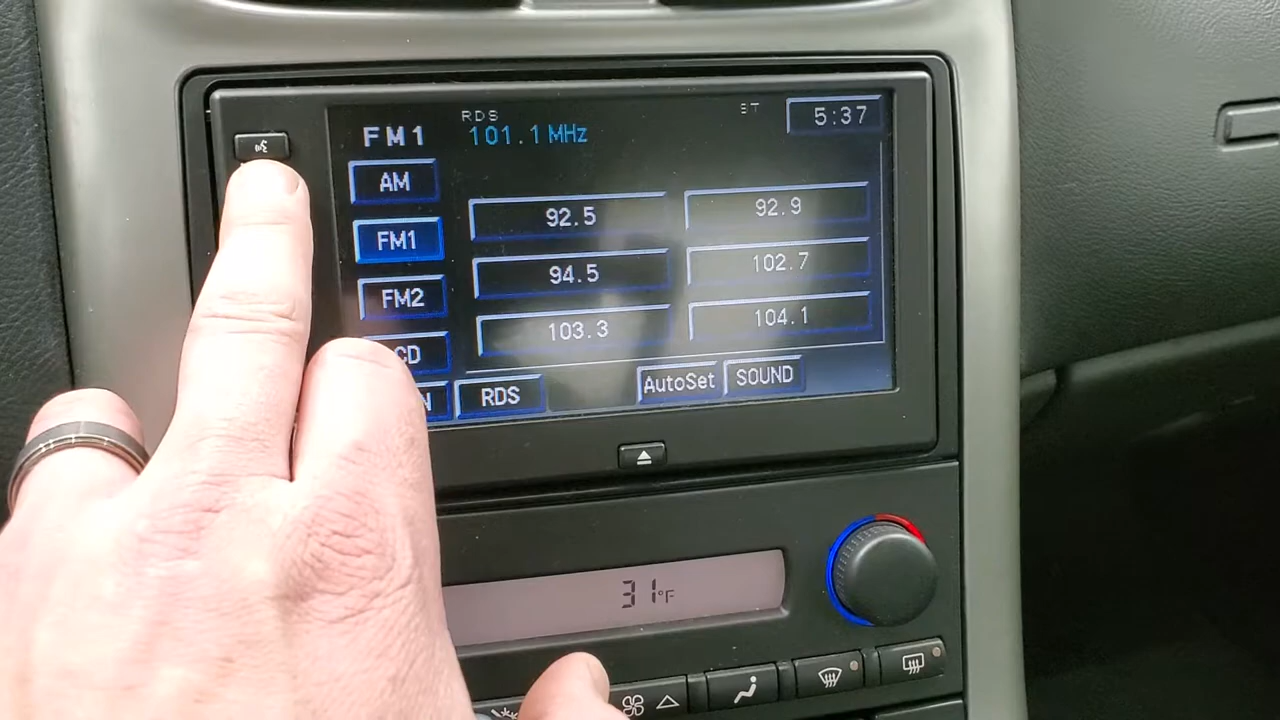 RDS ST 5:37
FM1 101.1 MHz
AM
92.5 92.9
FM1
94.5 102.7
FM2
103.3 104.1
CD
N RDS AutoSet SOUND
31°F